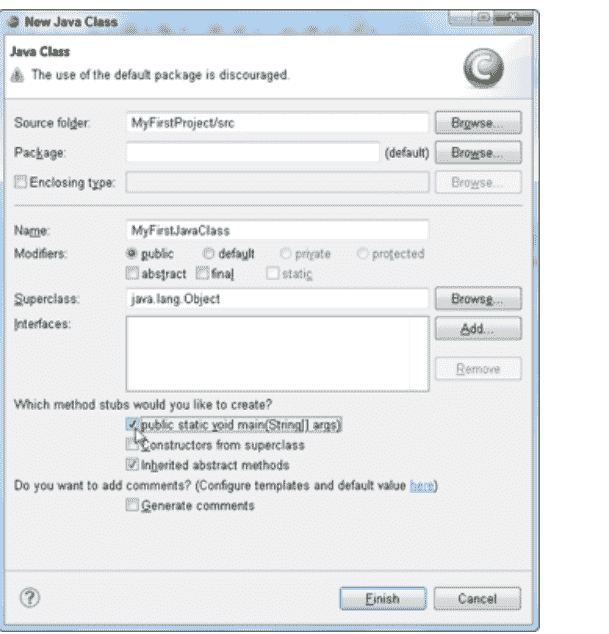 New Java Class
Java Class
The use of the default package is discouraged.
Source folder: MyFirstProject/src Browse...
Package: (default) Browse...
Enclosing type: Browse...
Name: MyFirstJavaClass
Modifiers: public default private protected
abstract final static
Superclass: java.lang.Object Browse...
Interfaces: Add...
Remove
Which method stubs would you like to create?
public static void main(String[] args)
Constructors from superclass
Inherited abstract methods
Do you want to add comments? (Configure templates and default value here)
Generate comments
? Finish Cancel